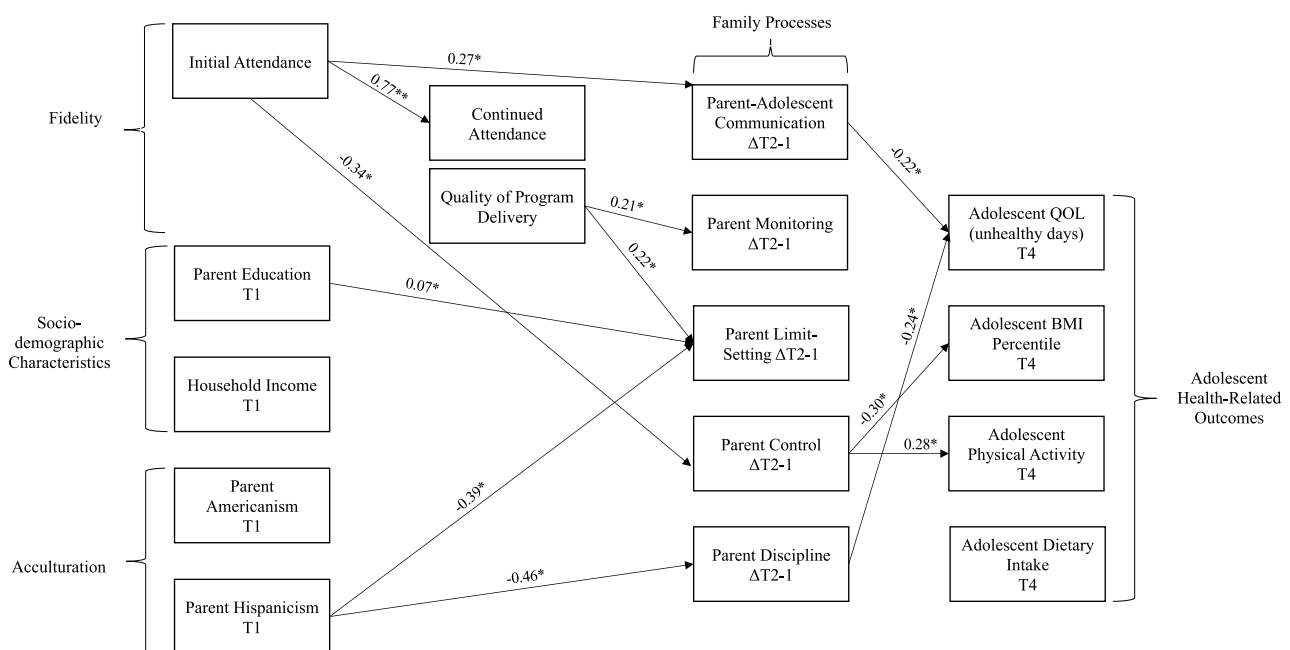 Family Processes
Fidelity
Initial Attendance
0.27*
0.77**
Continued
Attendance
-0.34*
Quality of Program
Delivery
0.21*
0.22*
Parent-Adolescent
Communication
ΔT2-1
-0.22*
Parent Monitoring
ΔT2-1
Adolescent QOL
(unhealthy days)
T4
Socio-
demographic
Characteristics
Parent Education
T1
0.07*
Household Income
T1
Parent Limit-
Setting ΔT2-1
-0.24*
Adolescent BMI
Percentile
T4
Adolescent
Health-Related
Outcomes
Parent Control
ΔT2-1
-0.30*
0.28*
Adolescent
Physical Activity
T4
Acculturation
Parent
Americanism
T1
-0.39*
Parent Hispanicism
T1
-0.46*
Parent Discipline
ΔT2-1
Adolescent Dietary
Intake
T4